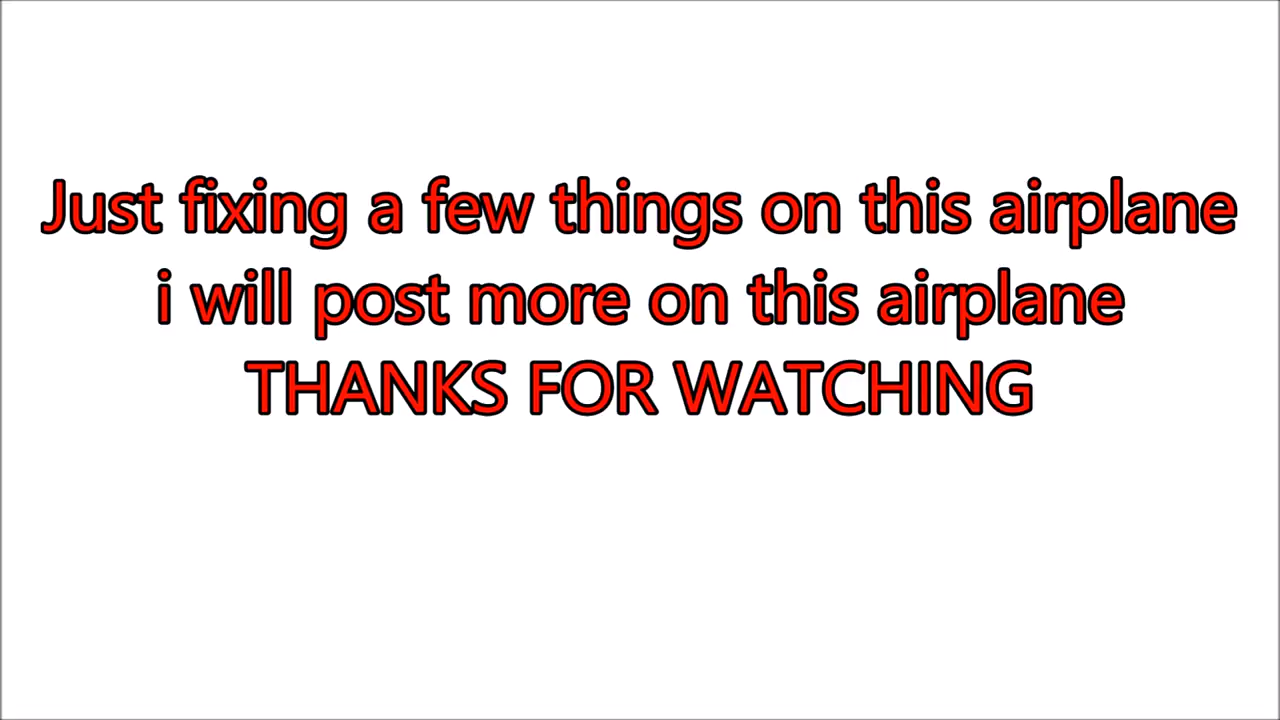 Just fixing a few things on this airplane
i will post more on this airplane
THANKS FOR WATCHING